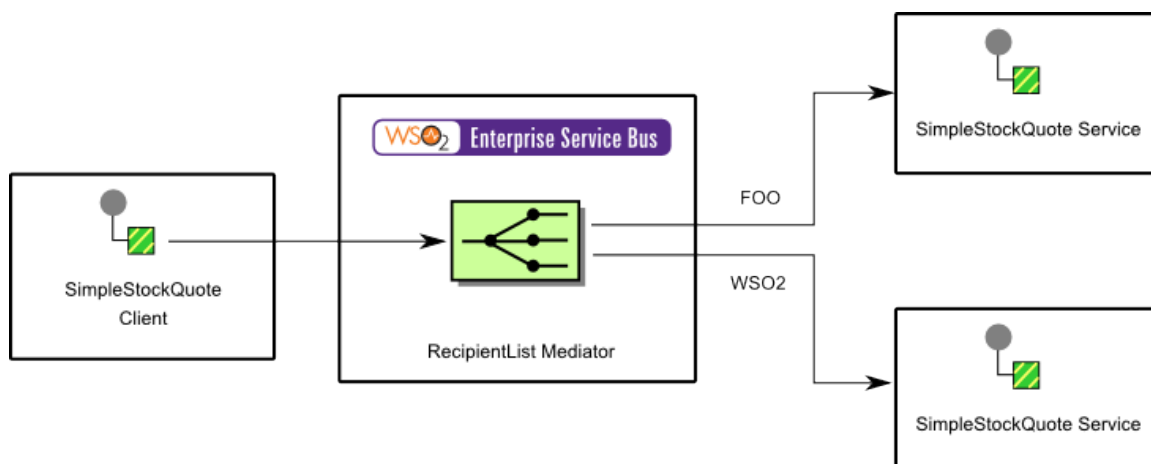 SimpleStockQuote
Client
WSO2 Enterprise Service Bus
RecipientList Mediator
FOO
WSO2
SimpleStockQuote Service
SimpleStockQuote Service